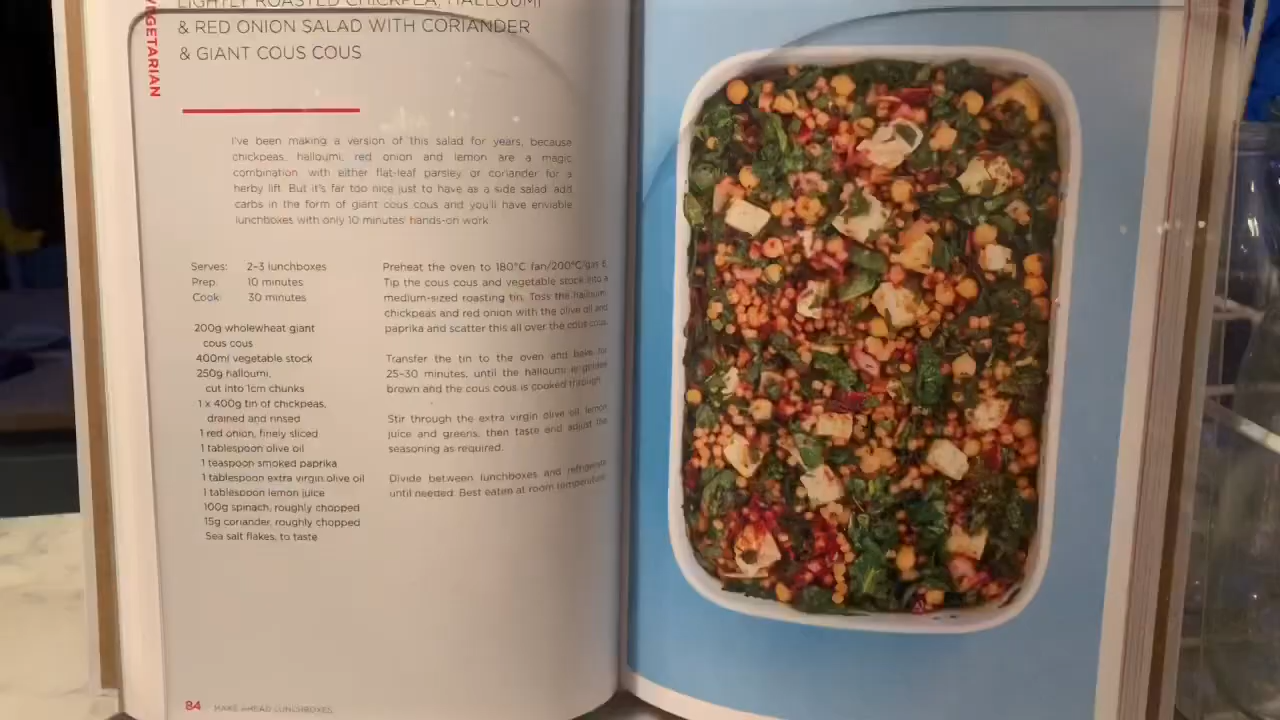 VEGETARIAN
LIGHTLY ROASTED CHICKPEA, HALLOUMI
& RED ONION SALAD WITH CORIANDER
& GIANT COUS COUS
I've been making a version of this salad for years, because
chickpeas, halloumi, red onion and lemon are a magic
combination with either flat-leaf parsley or coriander for a
herby lift. But it's far too nice just to have as a side salad: add
carbs in the form of giant cous cous and you'll have enviable
lunchboxes with only 10 minutes' hands-on work
Serves: 2-3 lunchboxes
Prep: 10 minutes
Cook: 30 minutes
200g wholewheat giant
cous cous
400ml vegetable stock
250g halloumi,
cut into 1cm chunks
1 x 400g tin of chickpeas,
drained and rinsed
1 red onion, finely sliced
1 tablespoon olive oil
1 teaspoon smoked paprika
1 tablespoon extra virgin olive oil
1 tablespoon lemon juice
100g spinach, roughly chopped
15g coriander, roughly chopped
Sea salt flakes, to taste
Preheat the oven to 180°C fan/200°C/gas 6.
Tip the cous cous and vegetable stock into a
medium-sized roasting tin. Toss the halloumi,
chickpeas and red onion with the olive oil and
paprika and scatter this all over the cous cous.
Transfer the tin to the oven and bake for
25-30 minutes, until the halloumi is golden
brown and the cous cous is cooked through.
Stir through the extra virgin olive oil, lemon
juice and greens, then taste and adjust the
seasoning as required.
Divide between lunchboxes and refrigerate
until needed. Best eaten at room temperature.
84 MAKE AHEAD LUNCHBOXES